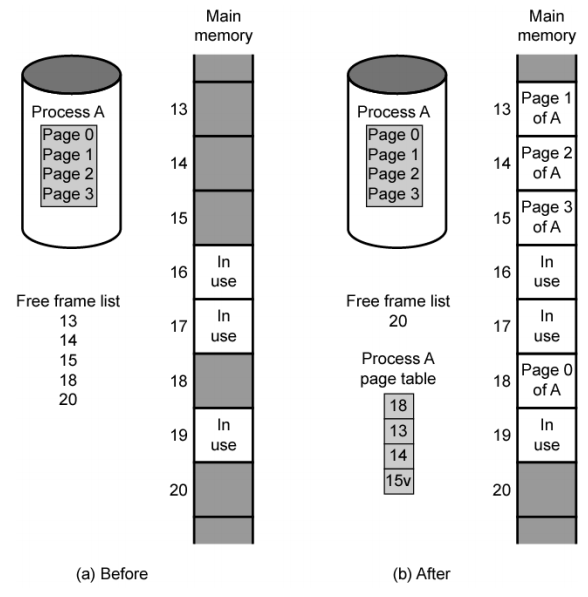 Main
memory
Process A
Page 0
Page 1
Page 2
Page 3
13
14
15
16
In
use
17
In
use
18
19
In
use
20
Free frame list
13
14
15
18
20
(a) Before
Main
memory
Process A
Page 0
Page 1
Page 2
Page 3
13
Page 1
of A
14
Page 2
of A
15
Page 3
of A
16
In
use
17
In
use
18
Page 0
of A
19
In
use
20
Free frame list
20
Process A
page table
18
13
14
15v
(b) After